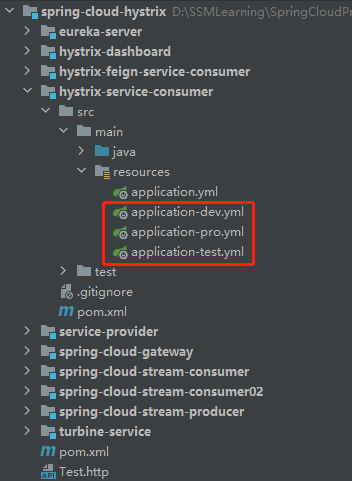 spring-cloud-hystrix D:\SSMLearning\SpringCloudPr
eureka-server
hystrix-dashboard
hystrix-feign-service-consumer
hystrix-service-consumer
src
main
java
resources
application.yml
application-dev.yml
application-pro.yml
application-test.yml
test
.gitignore
pom.xml
service-provider
spring-cloud-gateway
spring-cloud-stream-consumer
spring-cloud-stream-consumer02
spring-cloud-stream-producer
turbine-service
pom.xml
Test.http